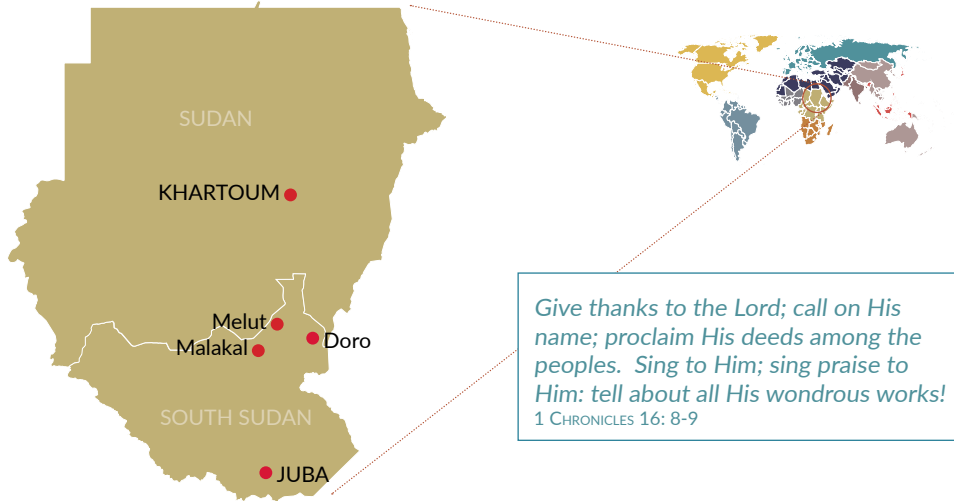 SUDAN
KHARTOUM
Melut
Doro
Malakal
SOUTH SUDAN
JUBA
Give thanks to the Lord; call on His
name; proclaim His deeds among the
peoples.  Sing to Him; sing praise to
Him: tell about all His wondrous works!
1 Chronicles 16: 8-9